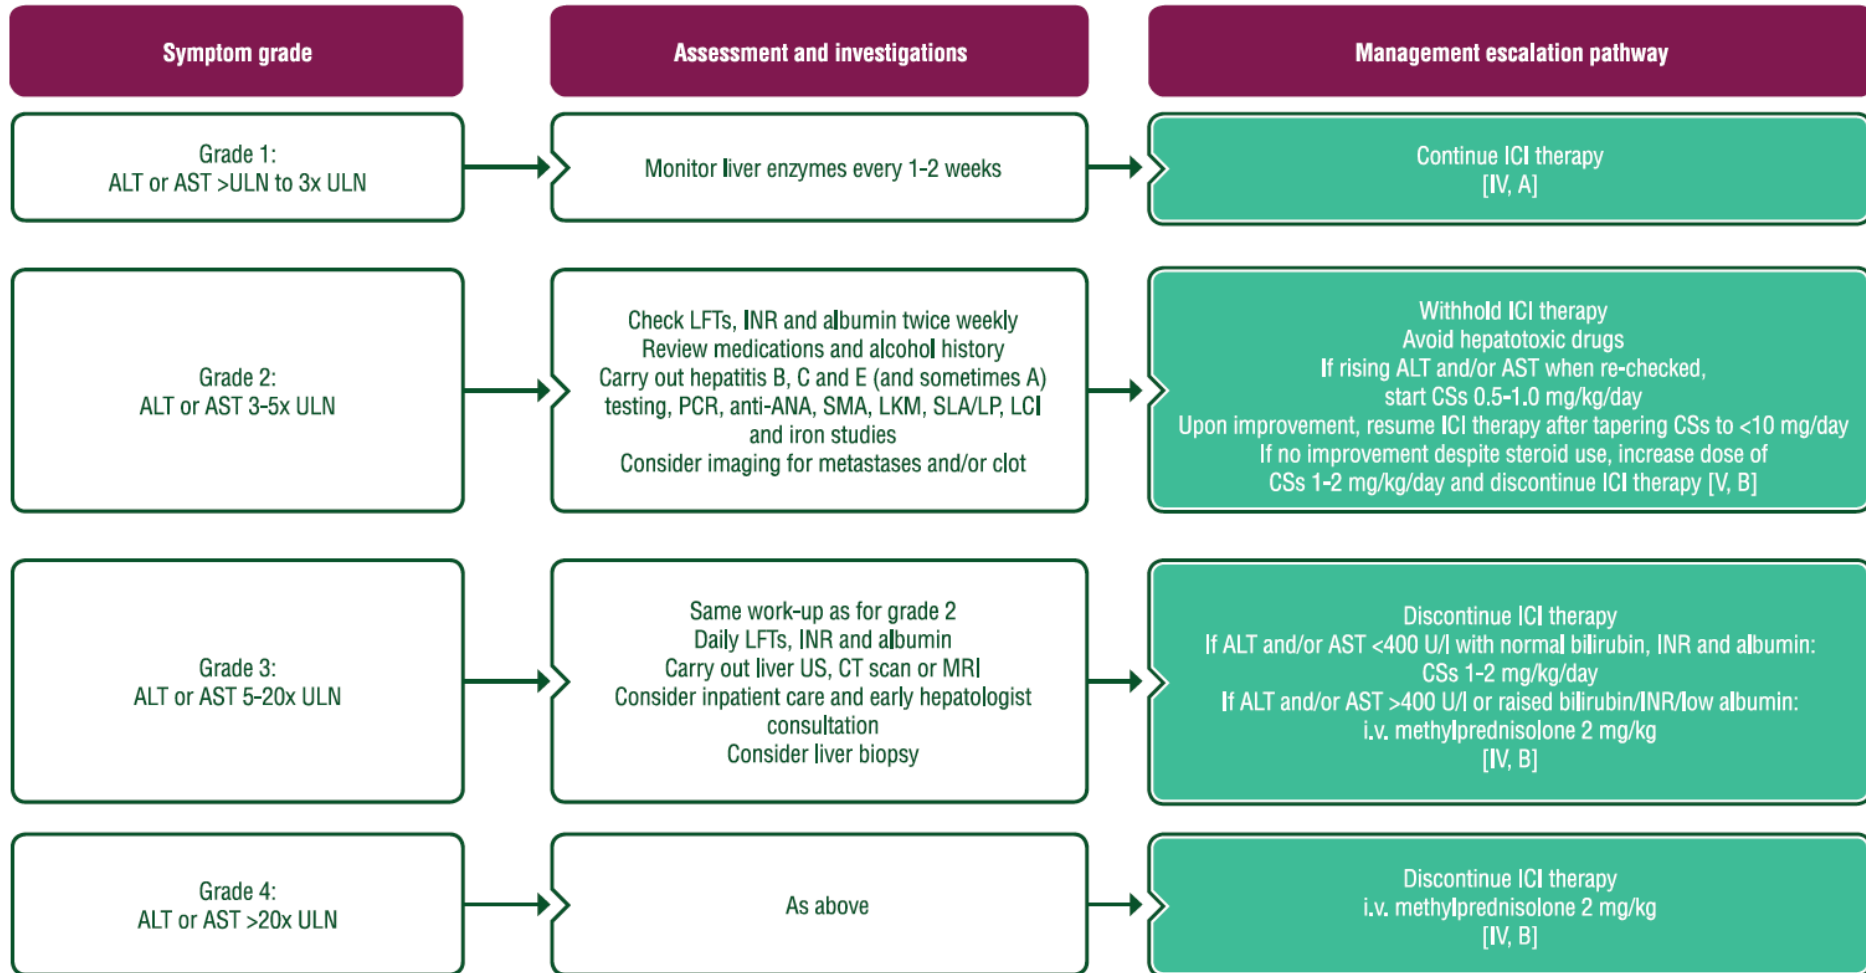 Symptom grade
Assessment and investigations
Management escalation pathway
Grade 1:
ALT or AST >ULN to 3x ULN
Monitor liver enzymes every 1-2 weeks
Continue ICI therapy
[IV, A]
Grade 2:
ALT or AST 3-5x ULN
Check LFTs, INR and albumin twice weekly
Review medications and alcohol history
Carry out hepatitis B, C and E (and sometimes A)
testing, PCR, anti-ANA, SMA, LKM, SLA/LP, LCI
and iron studies
Consider imaging for metastases and/or clot
Withhold ICI therapy
Avoid hepatotoxic drugs
If rising ALT and/or AST when re-checked,
start CSs 0.5-1.0 mg/kg/day
Upon improvement, resume ICI therapy after tapering CSs to <10 mg/day
If no improvement despite steroid use, increase dose of
CSs 1-2 mg/kg/day and discontinue ICI therapy [V, B]
Grade 3:
ALT or AST 5-20x ULN
Same work-up as for grade 2
Daily LFTs, INR and albumin
Carry out liver US, CT scan or MRI
Consider inpatient care and early hepatologist
consultation
Consider liver biopsy
Discontinue ICI therapy
If ALT and/or AST <400 U/l with normal bilirubin, INR and albumin:
CSs 1-2 mg/kg/day
If ALT and/or AST >400 U/l or raised bilirubin/INR/low albumin:
i.v. methylprednisolone 2 mg/kg
[IV, B]
Grade 4:
ALT or AST >20x ULN
As above
Discontinue ICI therapy
i.v. methylprednisolone 2 mg/kg
[IV, B]